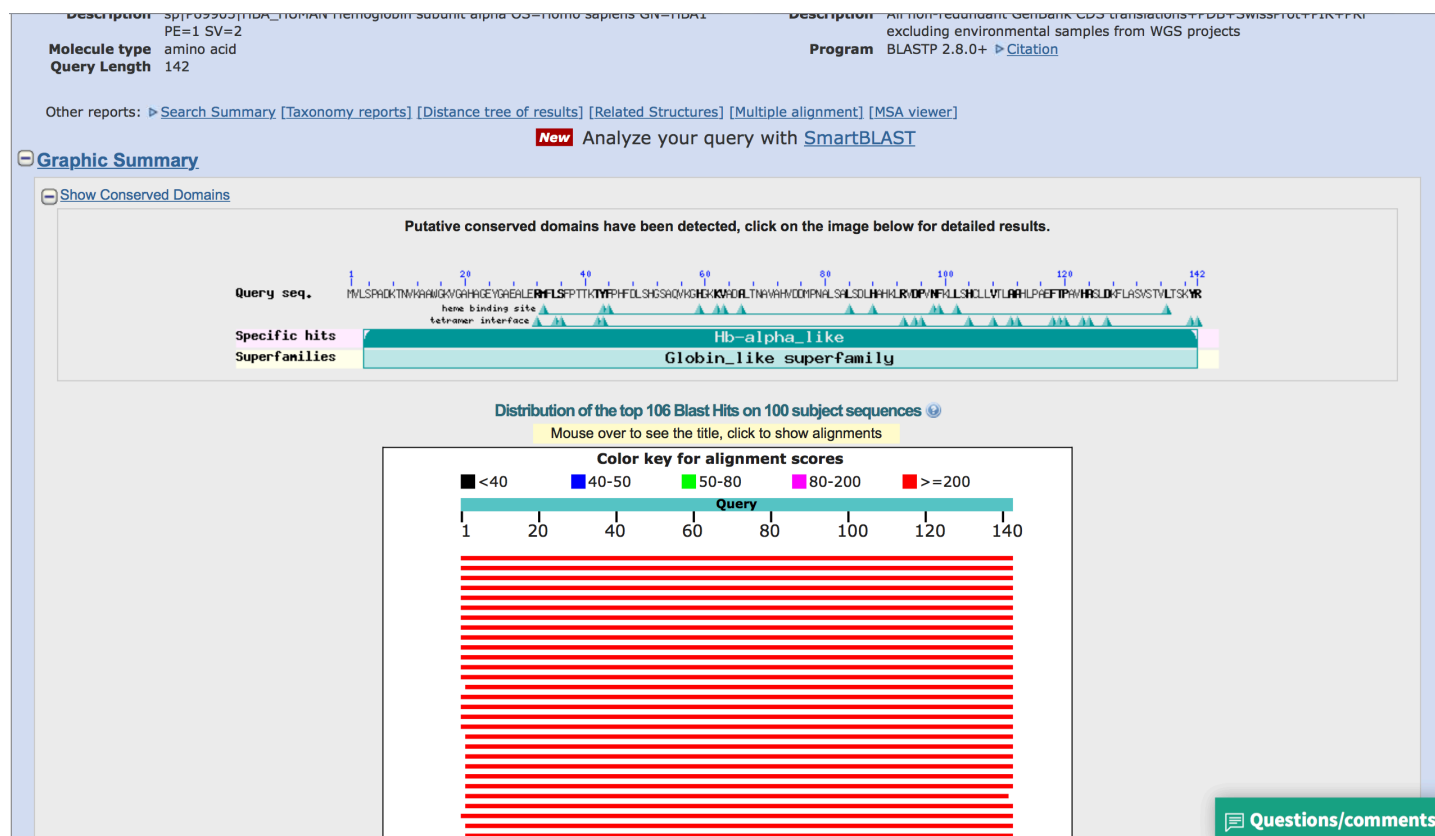 Description sp|P69905|HBA_HUMAN Hemoglobin subunit alpha OS=Homo sapiens GN=HBA1
PE=1 SV=2
Molecule type amino acid
Query Length 142
Description All non-redundant GenBank CDS translations+PDB+SwissProt+PIR+PRF
excluding environmental samples from WGS projects
Program BLASTP 2.8.0+ Citation
Other reports: Search Summary [Taxonomy reports] [Distance tree of results] [Related Structures] [Multiple alignment] [MSA viewer]
New Analyze your query with SmartBLAST
Graphic Summary
Show Conserved Domains
Putative conserved domains have been detected, click on the image below for detailed results.
1 20 40 60 80 100 120 142
Query seq. MVLSPADKTNVKAAWGKVGAHAGEYGAEALERMFLSFPTTKTYFPHFDLSHGSAQVKGHGKKVADALTNAVAHVDDMPNALSALSDLHAHKLRVDPVNFKLLSHCLLVTLAAHLPAEFTPAVHASLDKFLASVSTVLTSKYR
heme binding site
tetramer interface
Specific hits Hb-alpha_like
Superfamilies Globin_like superfamily
Distribution of the top 106 Blast Hits on 100 subject sequences
Mouse over to see the title, click to show alignments
Color key for alignment scores
<40 40-50 50-80 80-200 >=200
Query
1 20 40 60 80 100 120 140
Questions/comments